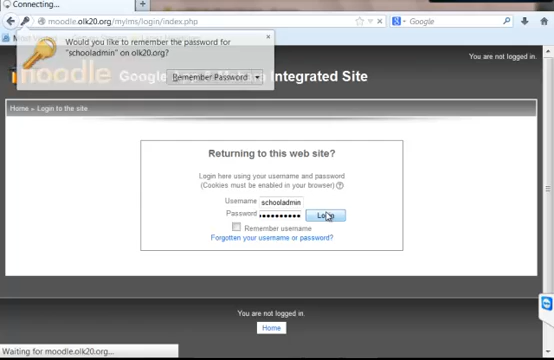 Connecting...
moodle.olk20.org/mylms/login/index.php
Google
Would you like to remember the password for
"schooladmin" on olk20.org?
Remember Password
You are not logged in.
moodle
Goog
Integrated Site
Home » Login to the site
Returning to this web site?
Login here using your username and password
(Cookies must be enabled in your browser)
Username schooladmin
Password ••••••••••
Login
Remember username
Forgotten your username or password?
You are not logged in.
Home
Waiting for moodle.olk20.org...